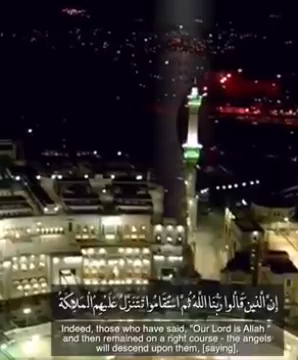 إِنَّ الَّذِينَ قَالُوا رَبُّنَا اللَّهُ ثُمَّ اسْتَقَامُوا تَتَنَزَّلُ عَلَيْهِمُ الْمَلَائِكَةُ
Indeed, those who have said, "Our Lord is Allah "
and then remained on a right course - the angels
will descend upon them, [saying],